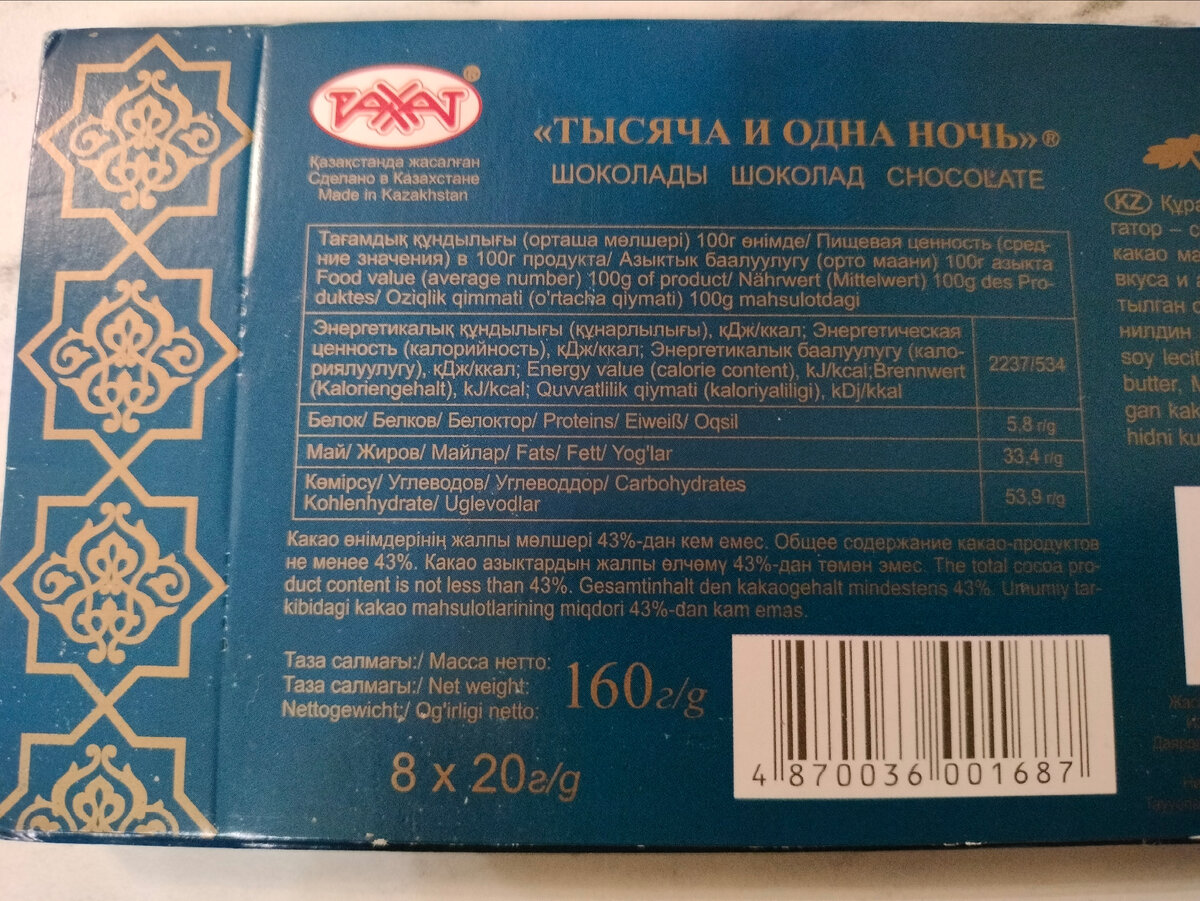 РАХАТ®
Қазақстанда жасалған
Сделано в Казахстане
Made in Kazakhstan
«ТЫСЯЧА И ОДНА НОЧЬ»®
ШОКОЛАДЫ ШОКОЛАД CHOCOLATE
Тағамдық құндылығы (орташа мөлшері) 100г өнімде/ Пищевая ценность (сред-
ние значения) в 100г продукта/ Азыктык баалуулугу (орто маани) 100г азыкта
Food value (average number) 100g of product/ Nährwert (Mittelwert) 100g des Pro-
duktes/ Oziqlik qimmati (o'rtacha qiymati) 100g mahsulotdagi
Энергетикалық құндылығы (құнарлылығы), кДж/ккал; Энергетическая
ценность (калорийность), кДж/ккал; Энергетикалык баалуулугу (кало-
риялуулугу), кДж/ккал; Energy value (calorie content), kJ/kcal;Brennwert
(Kaloriengehalt), kJ/kcal; Quvvatlilik qiymati (kaloriyaliligi), kDj/kkal
2237/534
Белок/ Белков/ Белоктор/ Proteins/ Eiweiß/ Oqsil
5,8 г/g
Май/ Жиров/ Майлар/ Fats/ Fett/ Yog'lar
33,4 г/g
Көмірсу/ Углеводов/ Углеводдор/ Carbohydrates
Kohlenhydrate/ Uglevodlar
53,9 г/g
Какао өнімдерінің жалпы мөлшері 43%-дан кем емес. Общее содержание какао-продуктов
не менее 43%. Какао азыктардын жалпы өлчөмү 43%-дан төмөн эмес. The total cocoa pro-
duct content is not less than 43%. Gesamtinhalt den kakaogehalt mindestens 43%. Umumiy tar-
kibidagi kakao mahsulotlarining miqdori 43%-dan kam emas.
Таза салмағы:/ Масса нетто:
Таза салмагы:/ Net weight:
Nettogewicht:/ Og'irligi netto:
160г/g
8 х 20г/g
4 870036 001687
KZ Құра
гатор – с
какао ма
вкуса и
тылган
нилдин
soy lecit
butter, M
gan kak
hidni ku